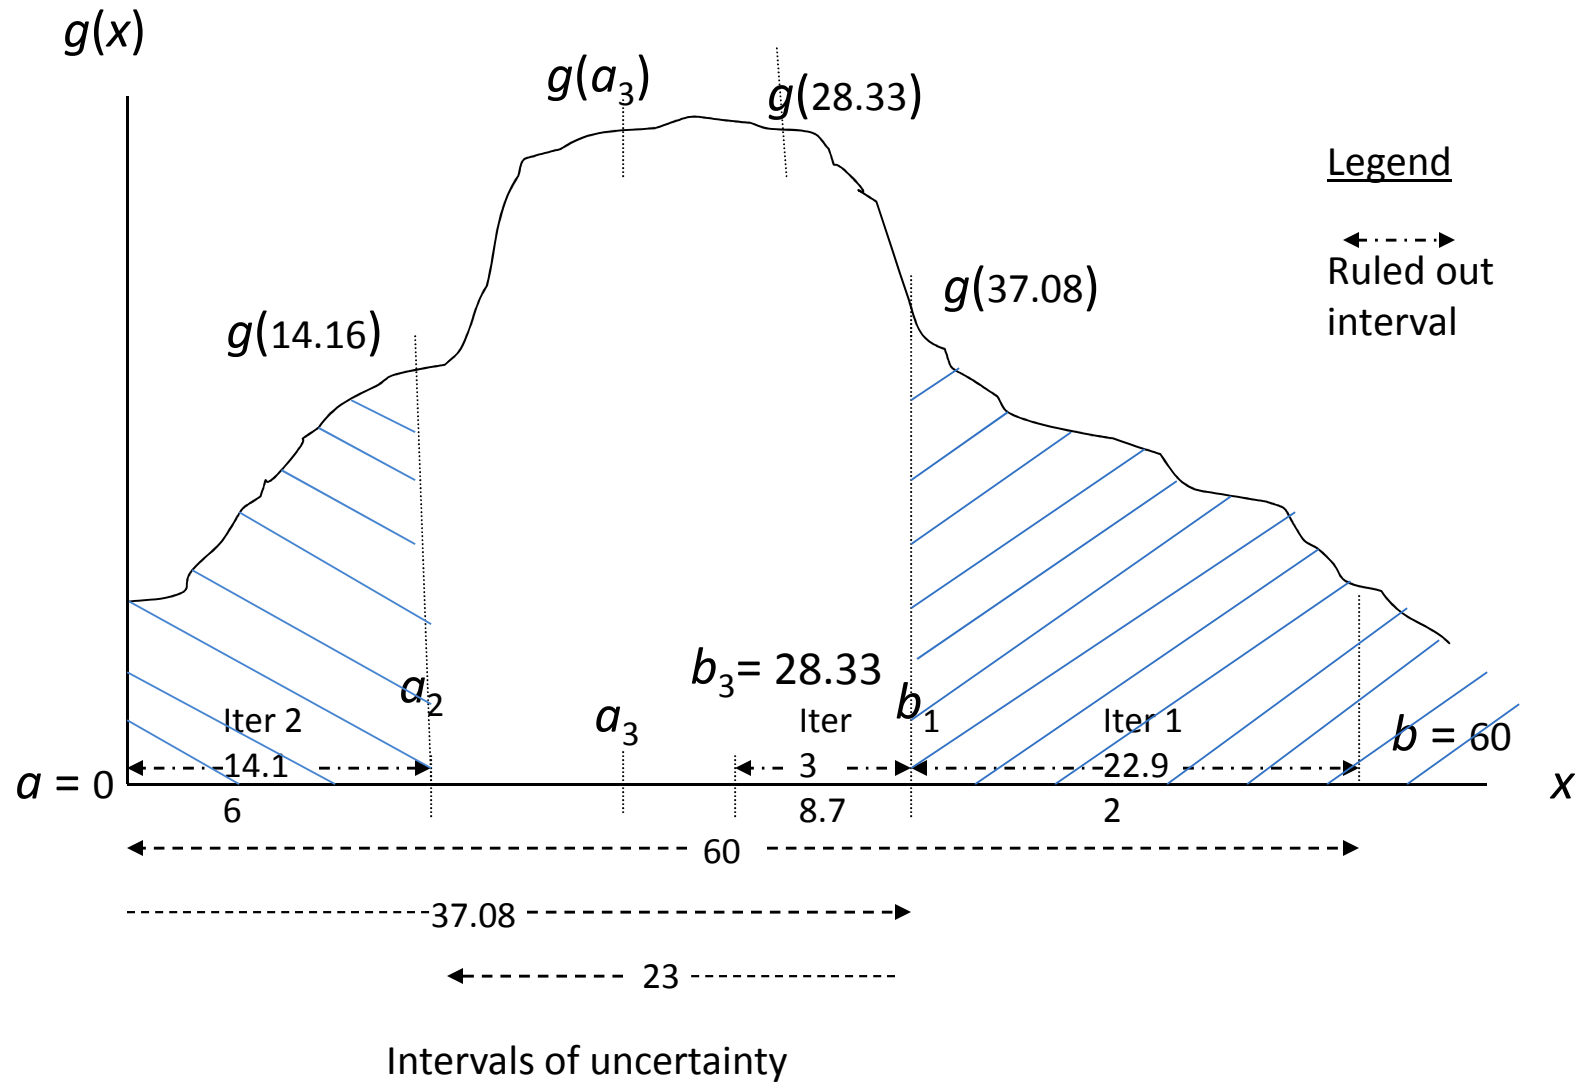 g(x)
g(a3)
g(28.33)
Legend
Ruled out
interval
g(37.08)
g(14.16)
b3= 28.33
a2
a3
b1
Iter 2
Iter
Iter 1
b = 60
14.1
3
22.9
a = 0
x
6
8.7
2
60
37.08
23
Intervals of uncertainty